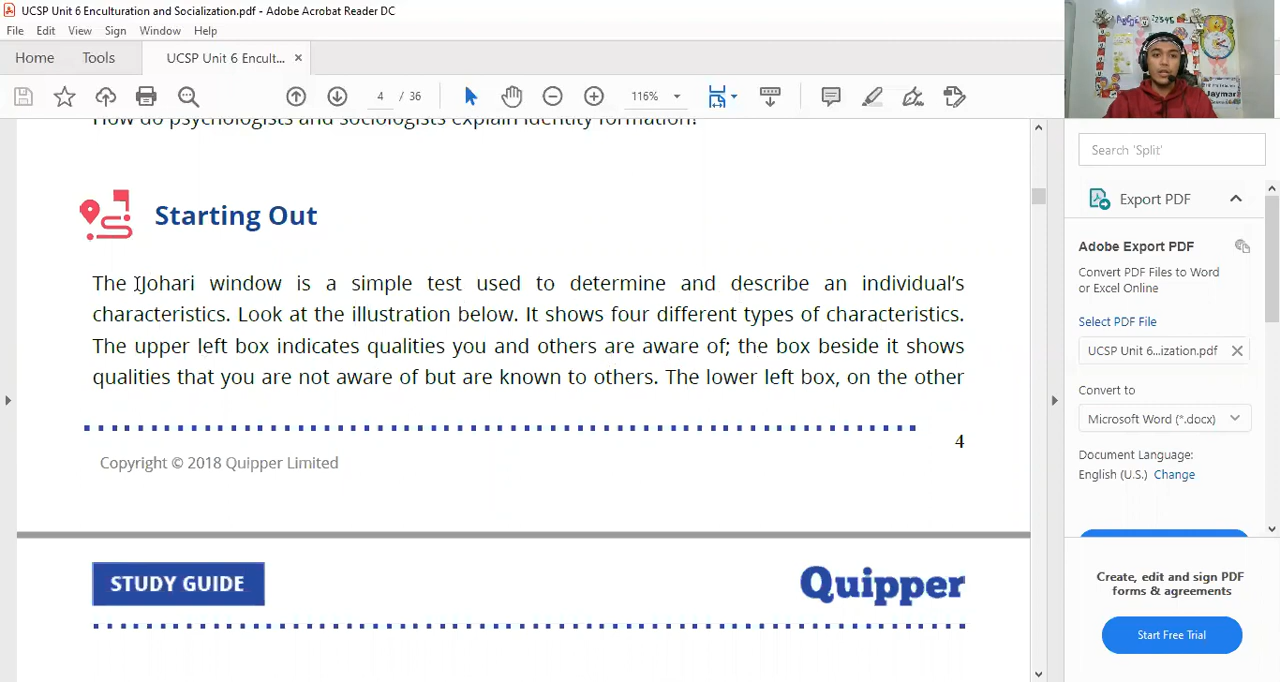 UCSP Unit 6 Enculturation and Socialization.pdf - Adobe Acrobat Reader DC
File Edit View Sign Window Help
Home Tools UCSP Unit 6 Encult... ×
4 / 36 116%
How do psychologists and sociologists explain identity formation?
Starting Out
The Johari window is a simple test used to determine and describe an individual's
characteristics. Look at the illustration below. It shows four different types of characteristics.
The upper left box indicates qualities you and others are aware of; the box beside it shows
qualities that you are not aware of but are known to others. The lower left box, on the other
4
Copyright © 2018 Quipper Limited
STUDY GUIDE
Quipper
Jaymar
Search 'Split'
Export PDF
Adobe Export PDF
Convert PDF Files to Word
or Excel Online
Select PDF File
UCSP Unit 6...ization.pdf
Convert to
Microsoft Word (*.docx)
Document Language:
English (U.S.) Change
Create, edit and sign PDF
forms & agreements
Start Free Trial